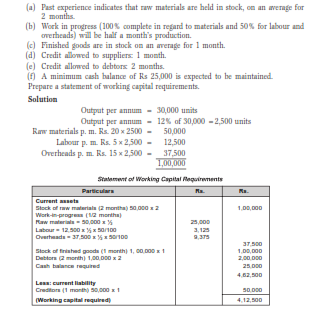 (a) Past experience indicates that raw materials are held in stock, on an average for
2 months.
(b) Work in progress (100% complete in regard to materials and 50% for labour and
overheads) will be half a month's production.
(c) Finished goods are in stock on an average for 1 month.
(d) Credit allowed to suppliers: 1 month.
(e) Credit allowed to debtors: 2 months.
(f) A minimum cash balance of Rs 25,000 is expected to be maintained.
Prepare a statement of working capital requirements.
Solution
Output per annum = 30,000 units
Output per annum = 12% of 30,000 = 2,500 units
Raw materials p. m. Rs. 20 × 2500 = 50,000
Labour p. m. Rs. 5 × 2,500 = 12,500
Overheads p. m. Rs. 15 × 2,500 = 37,500
1,00,000
Statement of Working Capital Requirements
Particulars Rs. Rs.
Current assets
Stock of raw materials (2 months) 50,000 x 2 1,00,000
Work-in-progress (1/2 months)
Raw materials = 50,000 x ½ 25,000
Labour = 12,500 x ½ x 50/100 3,125
Overheads = 37,500 x ½ x 50/100 9,375
37,500
Stock of finished goods (1 month) 1, 00,000 x 1 1,00,000
Debtors (2 month) 1,00,000 x 2 2,00,000
Cash balance required 25,000
4,62,500
Less: current liability
Creditors (1 month) 50,000 x 1 50,000
(Working capital required) 4,12,500